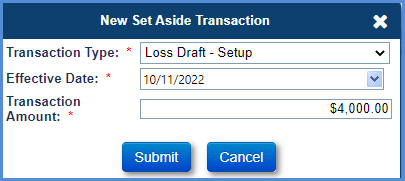 New Set Aside Transaction
Transaction Type: * Loss Draft - Setup
Effective Date: * 10/11/2022
Transaction
Amount: * $4,000.00
Submit Cancel